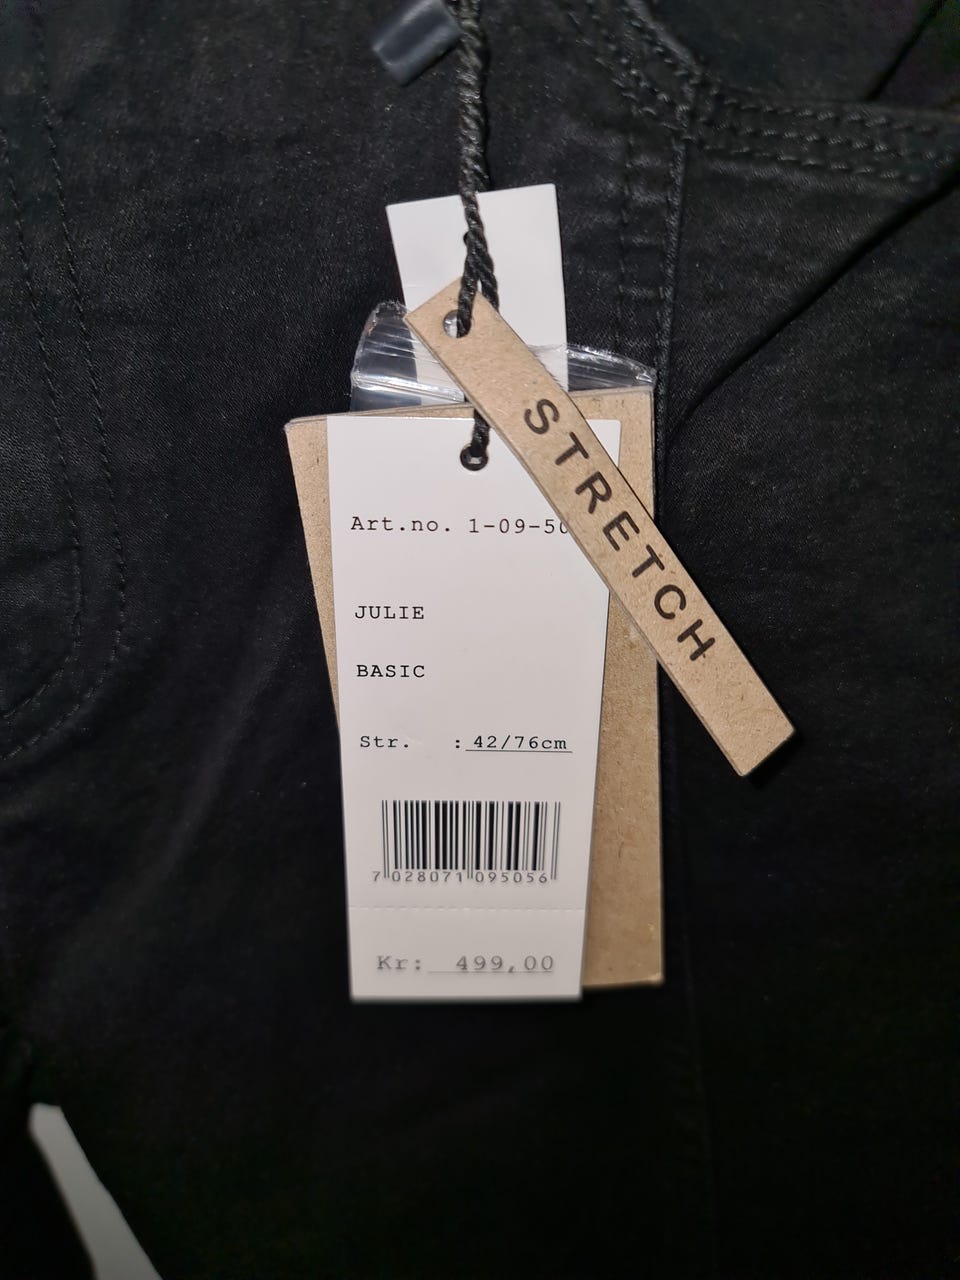 STRETCH
Art.no. 1-09-50
JULIE
BASIC
Str. : 42/76cm
7 028071 095056
Kr: 499,00